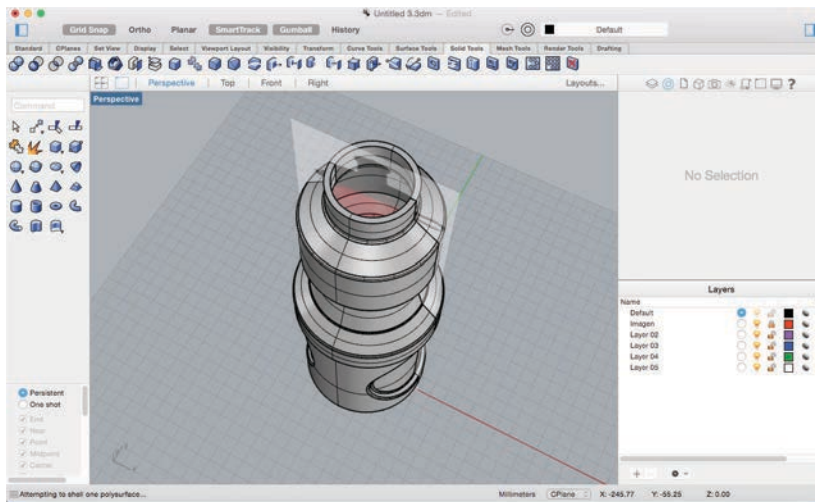 Untitled 3.3dm — Edited
Grid Snap Ortho Planar SmartTrack Gumball History Default
Standard CPlanes Set View Display Select Viewport Layout Visibility Transform Curve Tools Surface Tools Solid Tools Mesh Tools Render Tools Drafting
Perspective Top Front Right Layouts...
Command
Perspective
No Selection
Layers
Name
Default
Imagen
Layer 02
Layer 03
Layer 04
Layer 05
Persistent
One shot
End
Near
Point
Midpoint
Center
Attempting to shell one polysurface... Millimeters CPlane X: -245.77 Y: -55.25 Z: 0.00